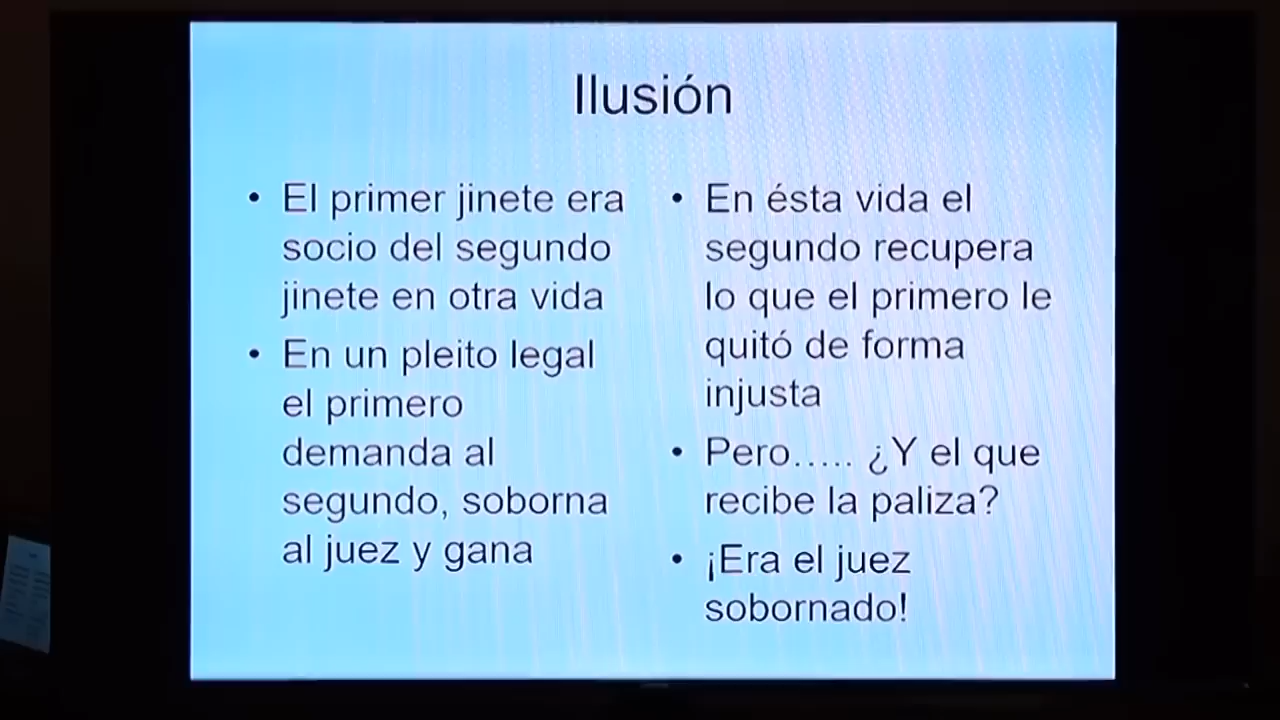 Ilusión
• El primer jinete era
socio del segundo
jinete en otra vida
• En un pleito legal
el primero
demanda al
segundo, soborna
al juez y gana
• En ésta vida el
segundo recupera
lo que el primero le
quitó de forma
injusta
• Pero..... ¿Y el que
recibe la paliza?
• ¡Era el juez
sobornado!